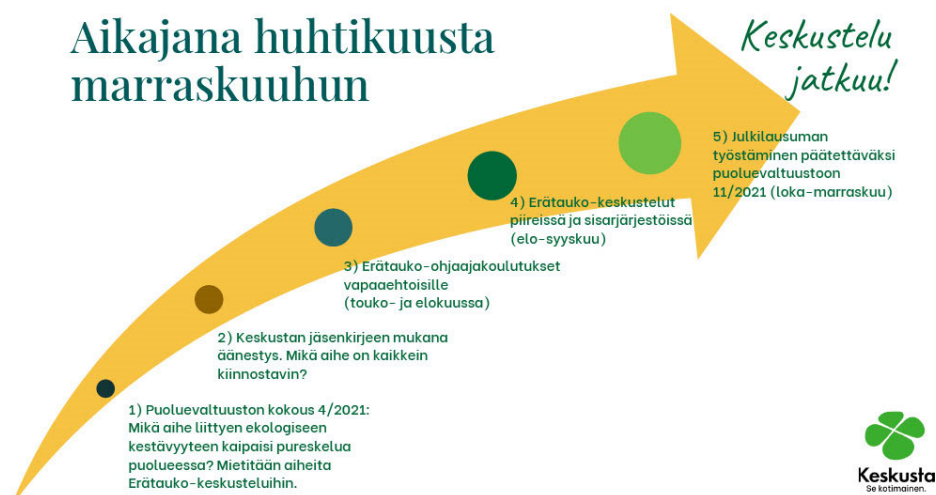 Aikajana huhtikuusta
marraskuuhun
Keskustelu
jatkuu!
5) Julkilausuman
työstäminen päätettäväksi
puoluevaltuustoon
11/2021 (loka-marraskuu)
4) Erätauko-keskustelut
piireissä ja sisarjärjestöissä
(elo-syyskuu)
3) Erätauko-ohjaajakoulutukset
vapaaehtoisille
(touko- ja elokuussa)
2) Keskustan jäsenkirjeen mukana
äänestys. Mikä aihe on kaikkein
kiinnostavin?
1) Puoluevaltuuston kokous 4/2021:
Mikä aihe liittyen ekologiseen
kestävyyteen kaipaisi pureskelua
puolueessa? Mietitään aiheita
Erätauko-keskusteluihin.
Keskusta
Se kotimainen.